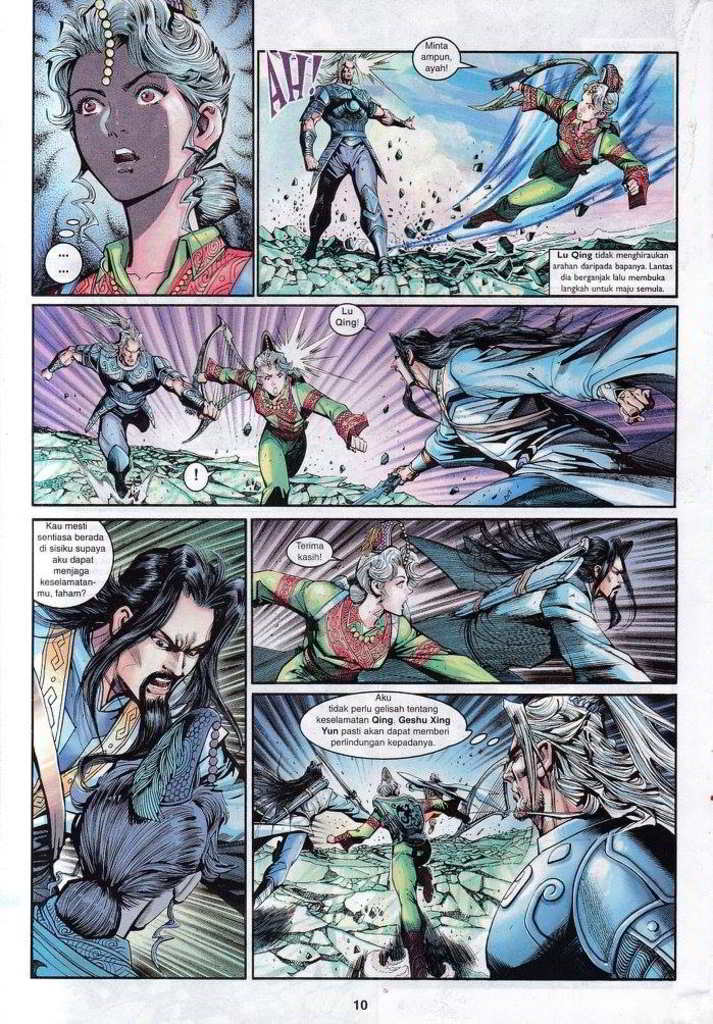 ...
...
AH!
Minta
ampun,
ayah!
Lu Qing tidak menghiraukan
arahan daripada bapanya. Lantas
dia berganjak lalu membuka
langkah untuk maju semula.
Lu
Qing!
!
Kau mesti
sentiasa berada
di sisiku supaya
aku dapat
menjaga
keselamatan-
mu, faham?
Terima
kasih!
Aku
tidak perlu gelisah tentang
keselamatan Qing. Geshu Xing
Yun pasti akan dapat memberi
perlindungan kepadanya.
10